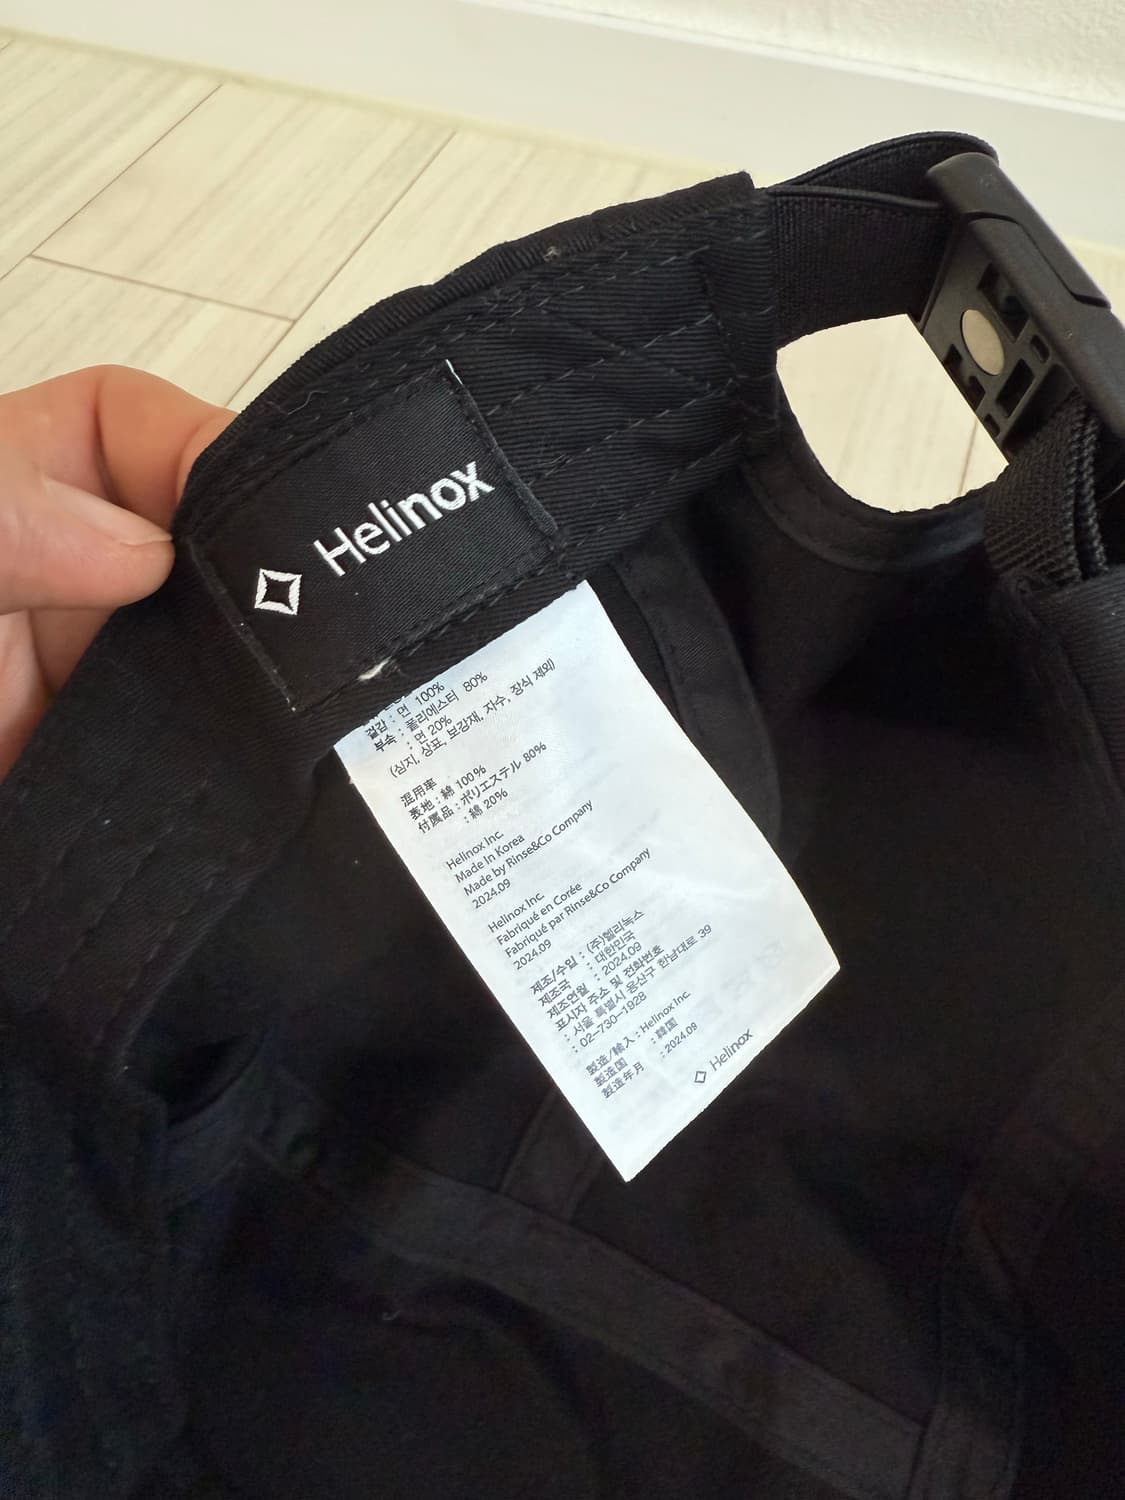 Helinox
겉감 : 면 100%
부속 : 폴리에스터 80%
: 면 20%
(심지, 상표, 보강재, 자수, 장식 제외)
混用率
表地 : 綿 100%
付属品 : ポリエステル 80%
: 綿 20%
Helinox Inc.
Made In Korea
Made by Rinse&Co Company
2024.09
Helinox Inc.
Fabriqué en Corée
Fabriqué par Rinse&Co Company
2024.09
제조/수입 : (주)헬리녹스
제조국 : 대한민국
제조연월 : 2024.09
표시자 주소 및 전화번호
: 서울 특별시 용산구 한남대로 39
: 02-730-1928
製造/輸入 : Helinox Inc.
製造国 : 韓国
製造年月 : 2024.09
Helinox